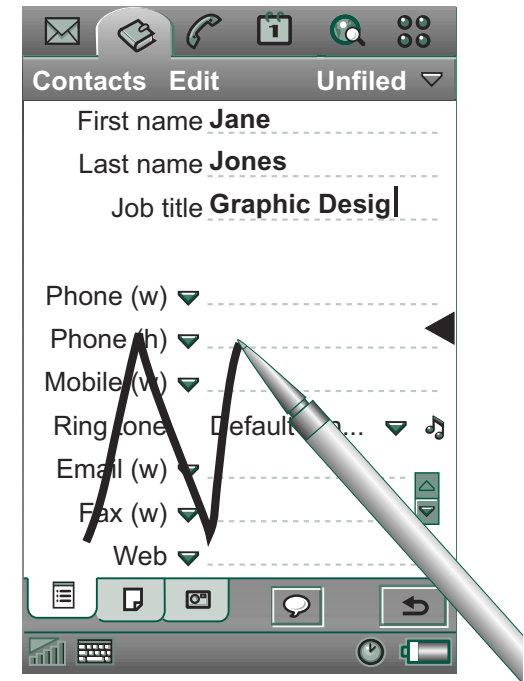 1
Contacts Edit Unfiled
First name Jane
Last name Jones
Job title Graphic Desig
Phone (w)
Phone (h)
Mobile (w)
Ring tone Default
Email (w)
Fax (w)
Web